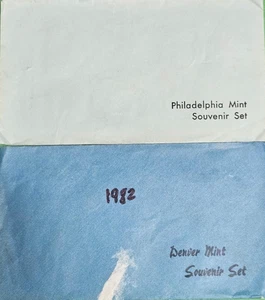 Philadelphia Mint
Souvenir Set
1982
Denver Mint
Souvenir Set